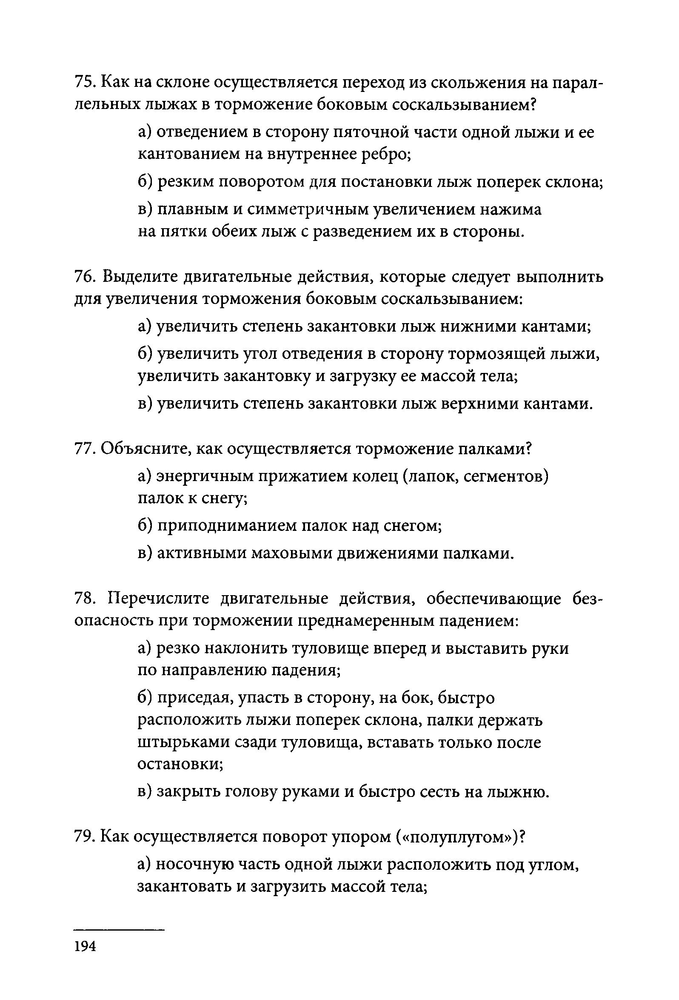 75. Как на склоне осуществляется переход из скольжения на парал-
лельных лыжах в торможение боковым соскальзыванием?
а) отведением в сторону пяточной части одной лыжи и ее
кантованием на внутреннее ребро;
б) резким поворотом для постановки лыж поперек склона;
в) плавным и симметричным увеличением нажима
на пятки обеих лыж с разведением их в стороны.
76. Выделите двигательные действия, которые следует выполнить
для увеличения торможения боковым соскальзыванием:
а) увеличить степень закантовки лыж нижними кантами;
б) увеличить угол отведения в сторону тормозящей лыжи,
увеличить закантовку и загрузку ее массой тела;
в) увеличить степень закантовки лыж верхними кантами.
77. Объясните, как осуществляется торможение палками?
а) энергичным прижатием колец (лапок, сегментов)
палок к снегу;
б) приподниманием палок над снегом;
в) активными маховыми движениями палками.
78. Перечислите двигательные действия, обеспечивающие без-
опасность при торможении преднамеренным падением:
а) резко наклонить туловище вперед и выставить руки
по направлению падения;
б) приседая, упасть в сторону, на бок, быстро
расположить лыжи поперек склона, палки держать
штырьками сзади туловища, вставать только после
остановки;
в) закрыть голову руками и быстро сесть на лыжню.
79. Как осуществляется поворот упором («полуплугом»)?
а) носочную часть одной лыжи расположить под углом,
закантовать и загрузить массой тела;
194